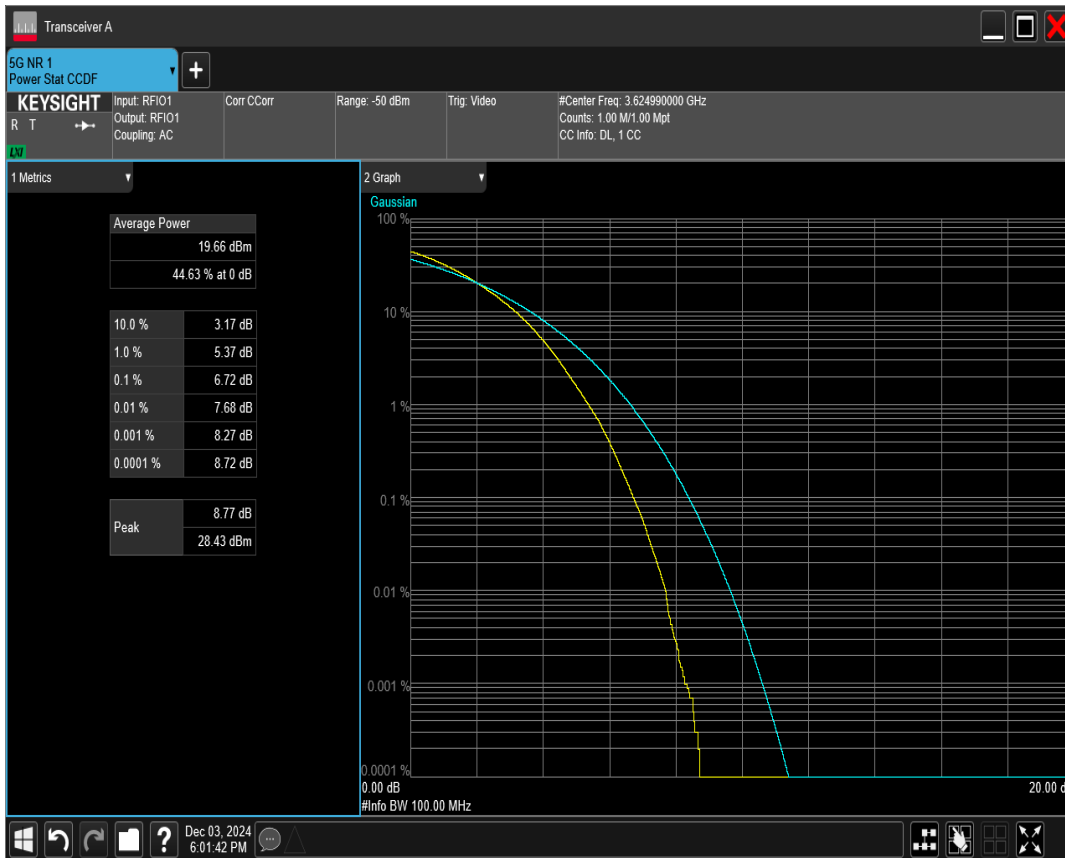 Transceiver A
5G NR 1
Power Stat CCDF
+
KEYSIGHT
R T
LXI
Input: RFIO1
Output: RFIO1
Coupling: AC
Corr CCorr
Range: -50 dBm
Trig: Video
#Center Freq: 3.624990000 GHz
Counts: 1.00 M/1.00 Mpt
CC Info: DL, 1 CC
1 Metrics
Average Power
19.66 dBm
44.63 % at 0 dB
10.0 % 3.17 dB
1.0 % 5.37 dB
0.1 % 6.72 dB
0.01 % 7.68 dB
0.001 % 8.27 dB
0.0001 % 8.72 dB
Peak
8.77 dB
28.43 dBm
2 Graph
Gaussian
100 %
10 %
1 %
0.1 %
0.01 %
0.001 %
0.0001 %
0.00 dB
20.00 d
#Info BW 100.00 MHz
?
Dec 03, 2024
6:01:42 PM